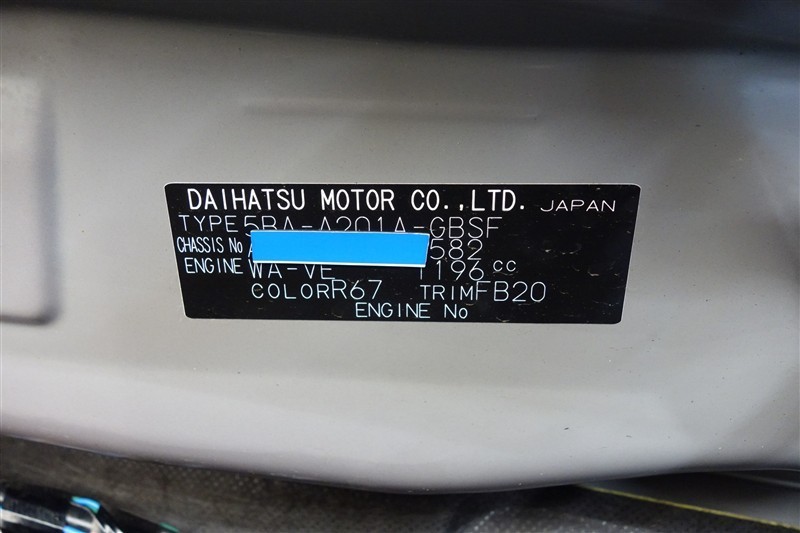 DAIHATSU MOTOR CO.,LTD. JAPAN
TYPE 5BA-A201A-GBSF
CHASSIS No 582
ENGINE WA-VE 1196 cc
COLOR R67 TRIM FB20
ENGINE No